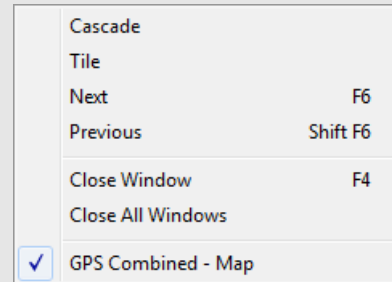 Cascade
Tile
Next F6
Previous Shift F6
Close Window F4
Close All Windows
GPS Combined - Map